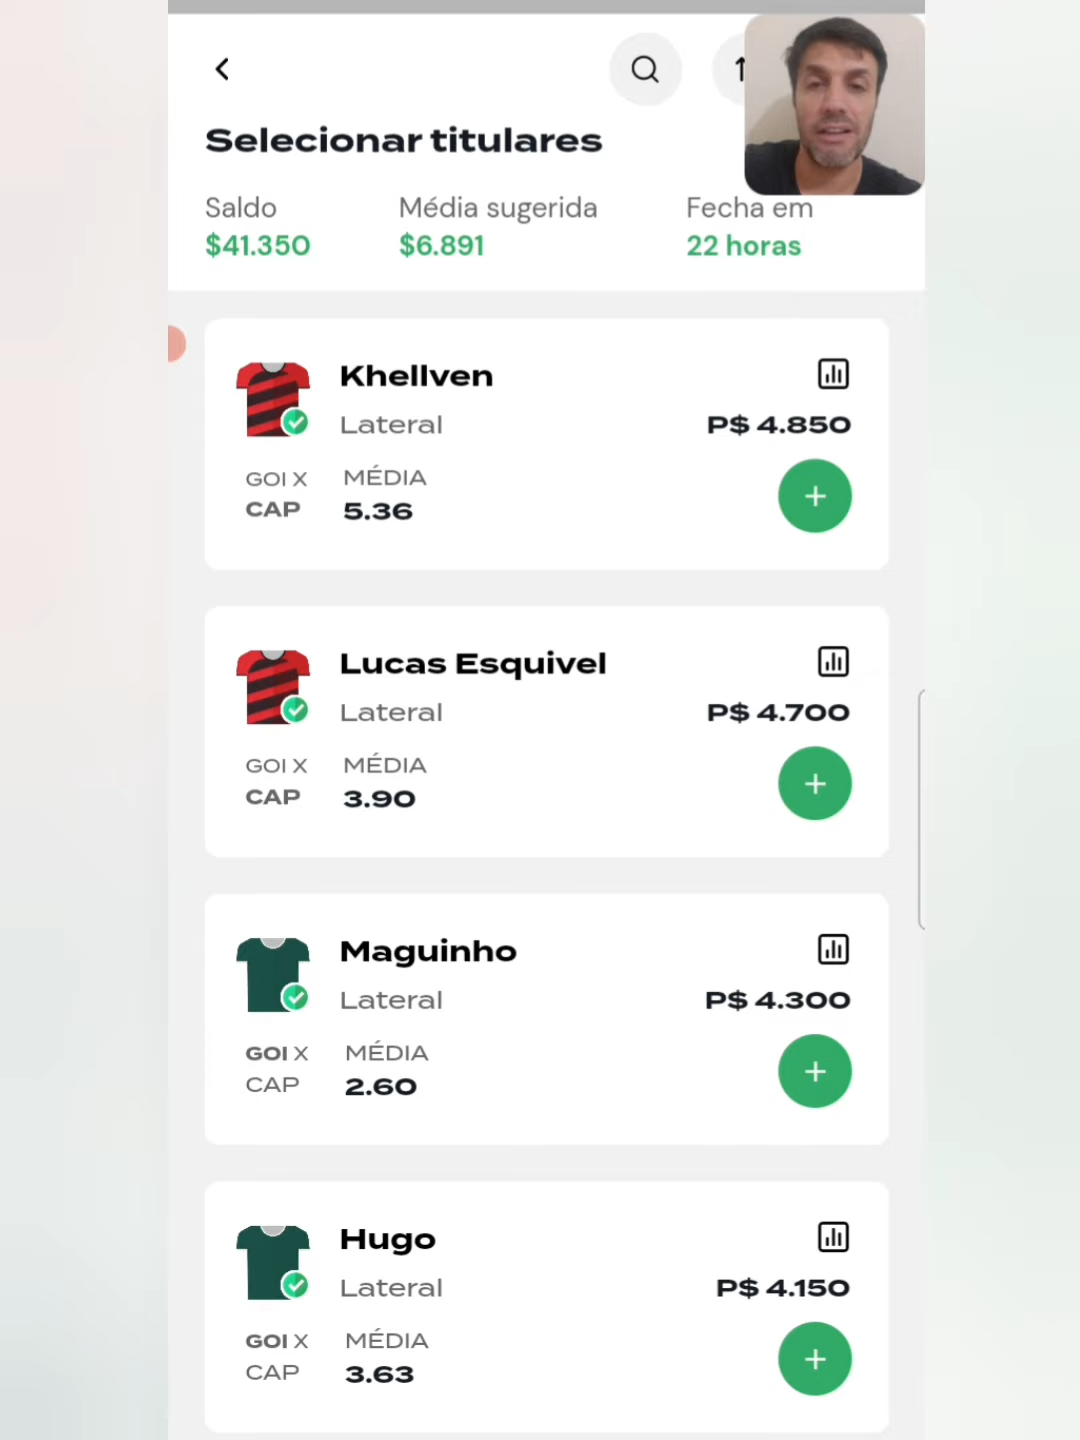 Selecionar titulares
Saldo
Média sugerida
Fecha em
$41.350
$6.891
22 horas
Khellven
Lateral
P$ 4.850
GOI X
MÉDIA
CAP
5.36
Lucas Esquivel
Lateral
P$ 4.700
GOI X
MÉDIA
CAP
3.90
Maguinho
Lateral
P$ 4.300
GOI X
MÉDIA
CAP
2.60
Hugo
Lateral
P$ 4.150
GOI X
MÉDIA
CAP
3.63